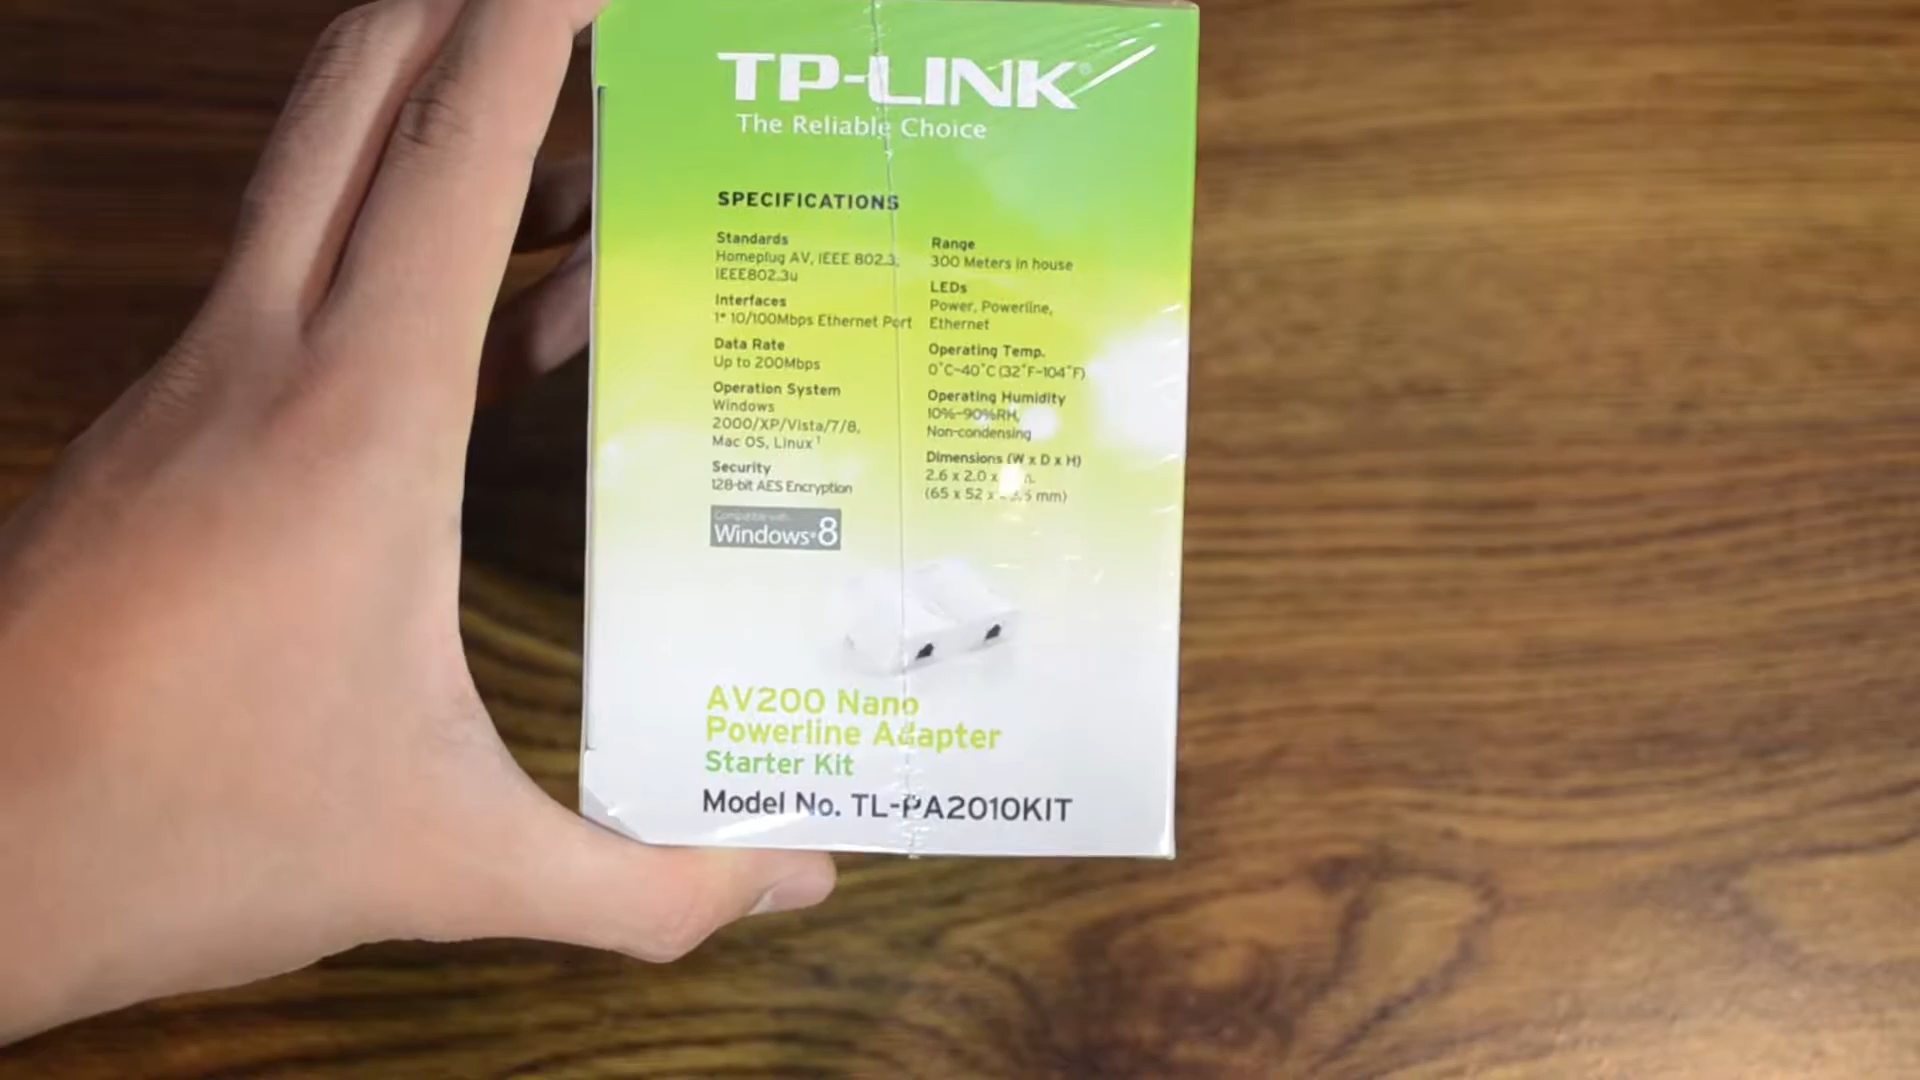 TP-LINK®
The Reliable Choice
SPECIFICATIONS
Standards
Homeplug AV, IEEE 802.3,
IEEE802.3u
Interfaces
1* 10/100Mbps Ethernet Port
Data Rate
Up to 200Mbps
Operation System
Windows
2000/XP/Vista/7/8,
Mac OS, Linux ¹
Security
128-bit AES Encryption
Compatible with
Windows®8
Range
300 Meters in house
LEDs
Power, Powerline,
Ethernet
Operating Temp.
0°C~40°C (32°F~104°F)
Operating Humidity
10%~90%RH,
Non-condensing
Dimensions (W x D x H)
2.6 x 2.0 x
(65 x 52 x mm)
AV200 Nano
Powerline Adapter
Starter Kit
Model No. TL-PA2010KIT